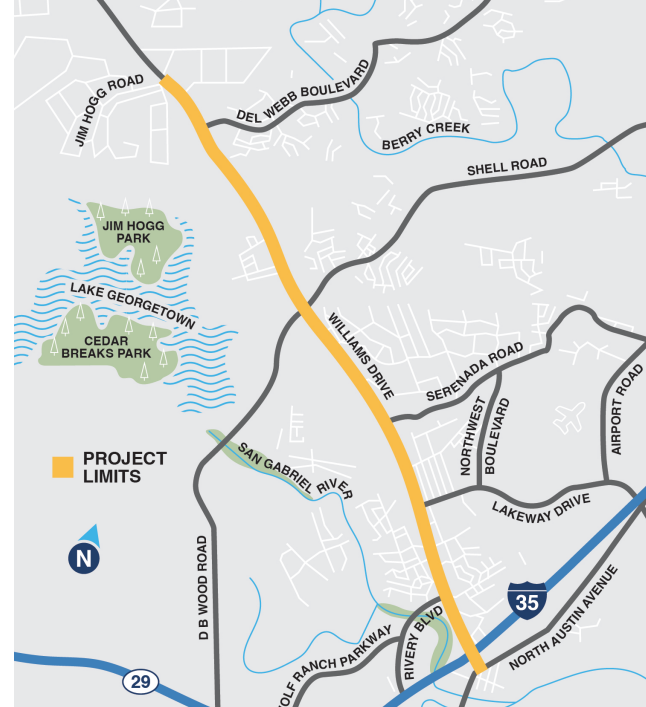 JIM HOGG ROAD
DEL WEBB BOULEVARD
BERRY CREEK
SHELL ROAD
JIM HOGG
PARK
LAKE GEORGETOWN
CEDAR
BREAKS PARK
WILLIAMS DRIVE
SERENADA ROAD
NORTHWEST
BOULEVARD
AIRPORT ROAD
PROJECT
LIMITS
SAN GABRIEL RIVER
LAKEWAY DRIVE
N
D B WOOD ROAD
35
NORTH AUSTIN AVENUE
RIVERY BLVD
OLF RANCH PARKWAY
29